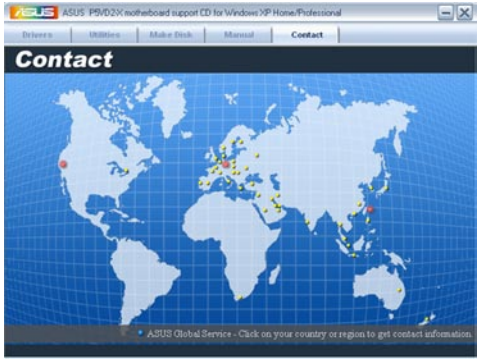 ASUS ASUS P5VD2-X motherboard support CD for Windows XP Home/Professional
Drivers Utilities Make Disk Manual Contact
Contact
ASUS Global Service - Click on your country or region to get contact information.